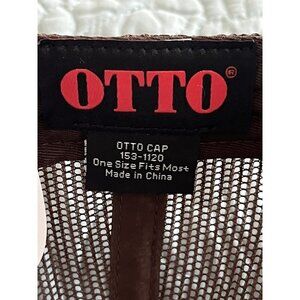 OTTO®
OTTO CAP
153-1120
One Size Fits Most
Made in China